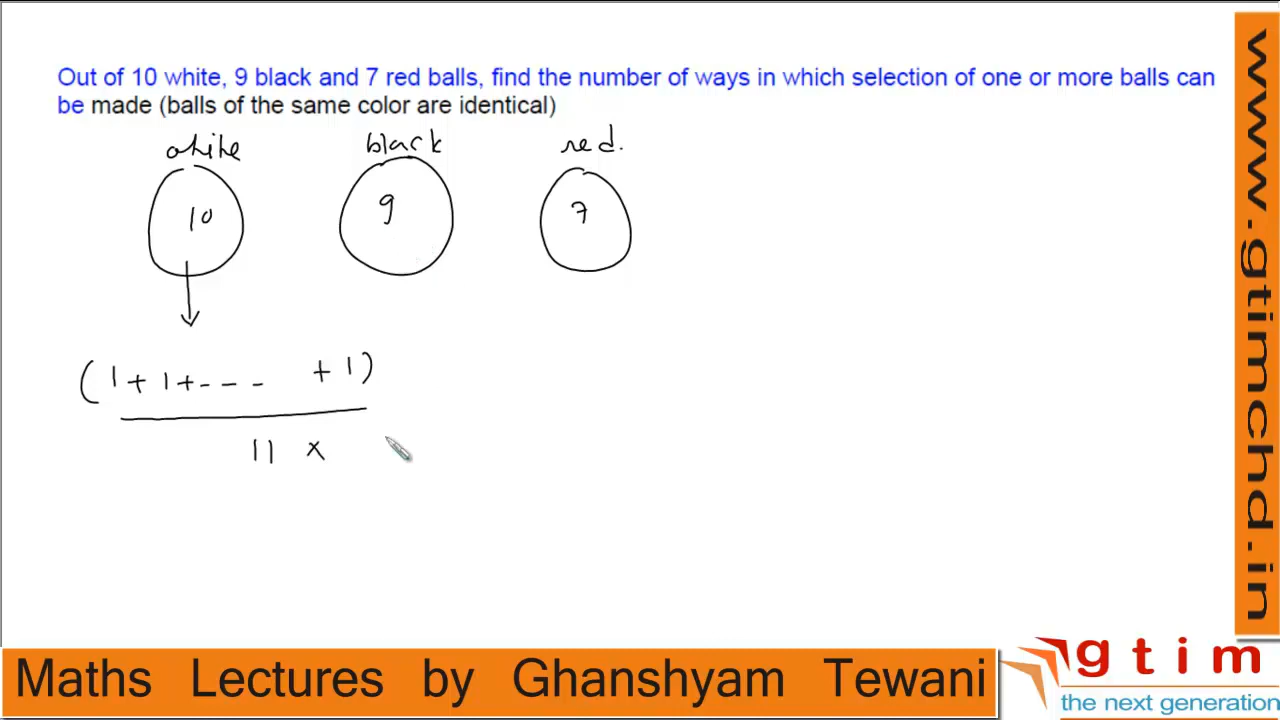 Out of 10 white, 9 black and 7 red balls, find the number of ways in which selection of one or more balls can
be made (balls of the same color are identical)
white black red.
10 9 7
(1+1+--- +1)
11 x
Maths Lectures by Ghanshyam Tewani
gtim
the next generation
www.gtimchd.in